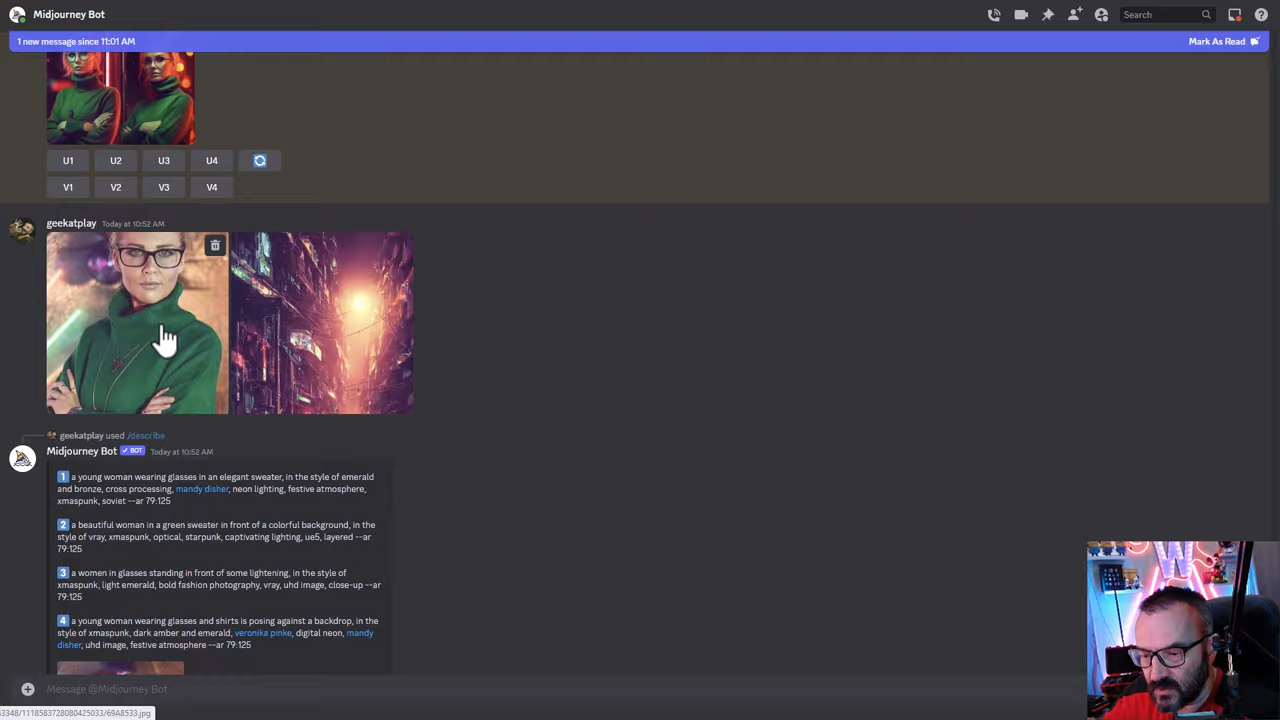 Midjourney Bot
Search
1 new message since 11:01 AM
Mark As Read
U1 U2 U3 U4
V1 V2 V3 V4
geekatplay Today at 10:52 AM
geekatplay used /describe
Midjourney Bot ✓ BOT Today at 10:52 AM
1 a young woman wearing glasses in an elegant sweater, in the style of emerald
and bronze, cross processing, mandy disher, neon lighting, festive atmosphere,
xmaspunk, soviet --ar 79:125
2 a beautiful woman in a green sweater in front of a colorful background, in the
style of vray, xmaspunk, optical, starpunk, captivating lighting, ue5, layered --ar
79:125
3 a women in glasses standing in front of some lightening, in the style of
xmaspunk, light emerald, bold fashion photography, vray, uhd image, close-up --ar
79:125
4 a young woman wearing glasses and shirts is posing against a backdrop, in the
style of xmaspunk, dark amber and emerald, veronika pinke, digital neon, mandy
disher, uhd image, festive atmosphere --ar 79:125
Message @Midjourney Bot
W